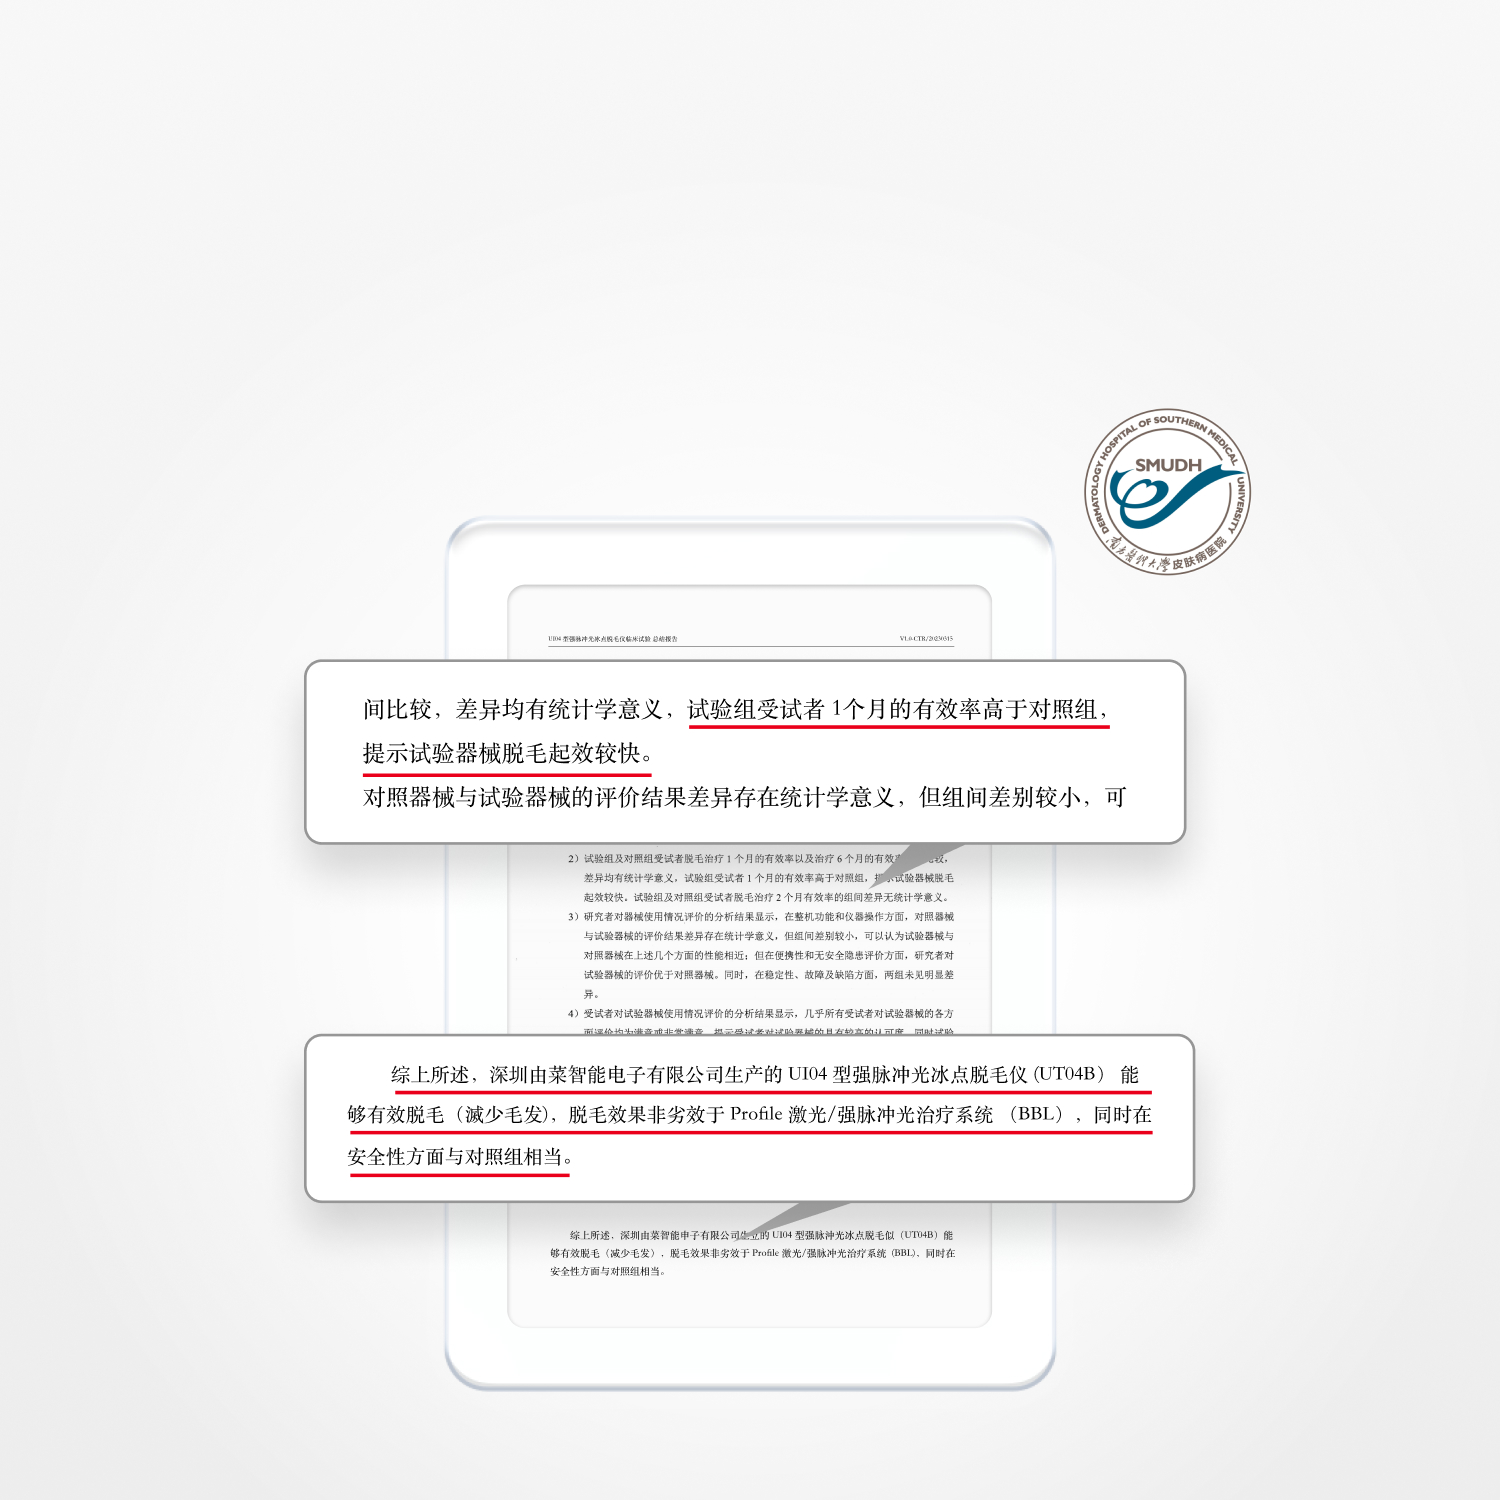 DERMATOLOGY HOSPITAL OF SOUTHERN MEDICAL UNIVERSITY
SMUDH
南方医科大学皮肤病医院
UI04 型强脉冲光冰点脱毛仪临床试验 总结报告
V1.0-CTR/20230315
间比较，差异均有统计学意义，试验组受试者 1个月的有效率高于对照组，
提示试验器械脱毛起效较快。
对照器械与试验器械的评价结果差异存在统计学意义，但组间差别较小，可
2）试验组及对照组受试者脱毛治疗 1 个月的有效率以及治疗 6 个月的有效 比较，
差异均有统计学意义，试验组受试者 1 个月的有效率高于对照组，提示试验器械脱毛
起效较快。试验组及对照组受试者脱毛治疗 2 个月有效率的组间差异无统计学意义。
3）研究者对器械使用情况评价的分析结果显示，在整机功能和仪器操作方面，对照器械
与试验器械的评价结果差异存在统计学意义，但组间差别较小，可以认为试验器械与
对照器械在上述几个方面的性能相近；但在便携性和无安全隐患评价方面，研究者对
试验器械的评价优于对照器械。同时，在稳定性、故障及缺陷方面，两组未见明显差
异。
4）受试者对试验器械使用情况评价的分析结果显示，几乎所有受试者对试验器械的各方
面评价均为满意或非常满意，提示受试者对试验器械的具有较高的认可度，同时试验
综上所述，深圳由菜智能电子有限公司生产的 UI04 型强脉冲光冰点脱毛仪 (UT04B） 能
够有效脱毛（減少毛发)，脱毛效果非劣效于 Profile 激光/强脉冲光治疗系统 （BBL），同时在
安全性方面与对照组相当。
综上所述、深圳由菜智能申子有限公司生立的 UI04 型强脉沖光冰点脱毛似（UT04B）能
够有效脱毛（减少毛发），脱毛效果非劣效于 Profile 激光/强脉冲光治疗系统 (BBL)、同时在
安全性方面与对照组相当。